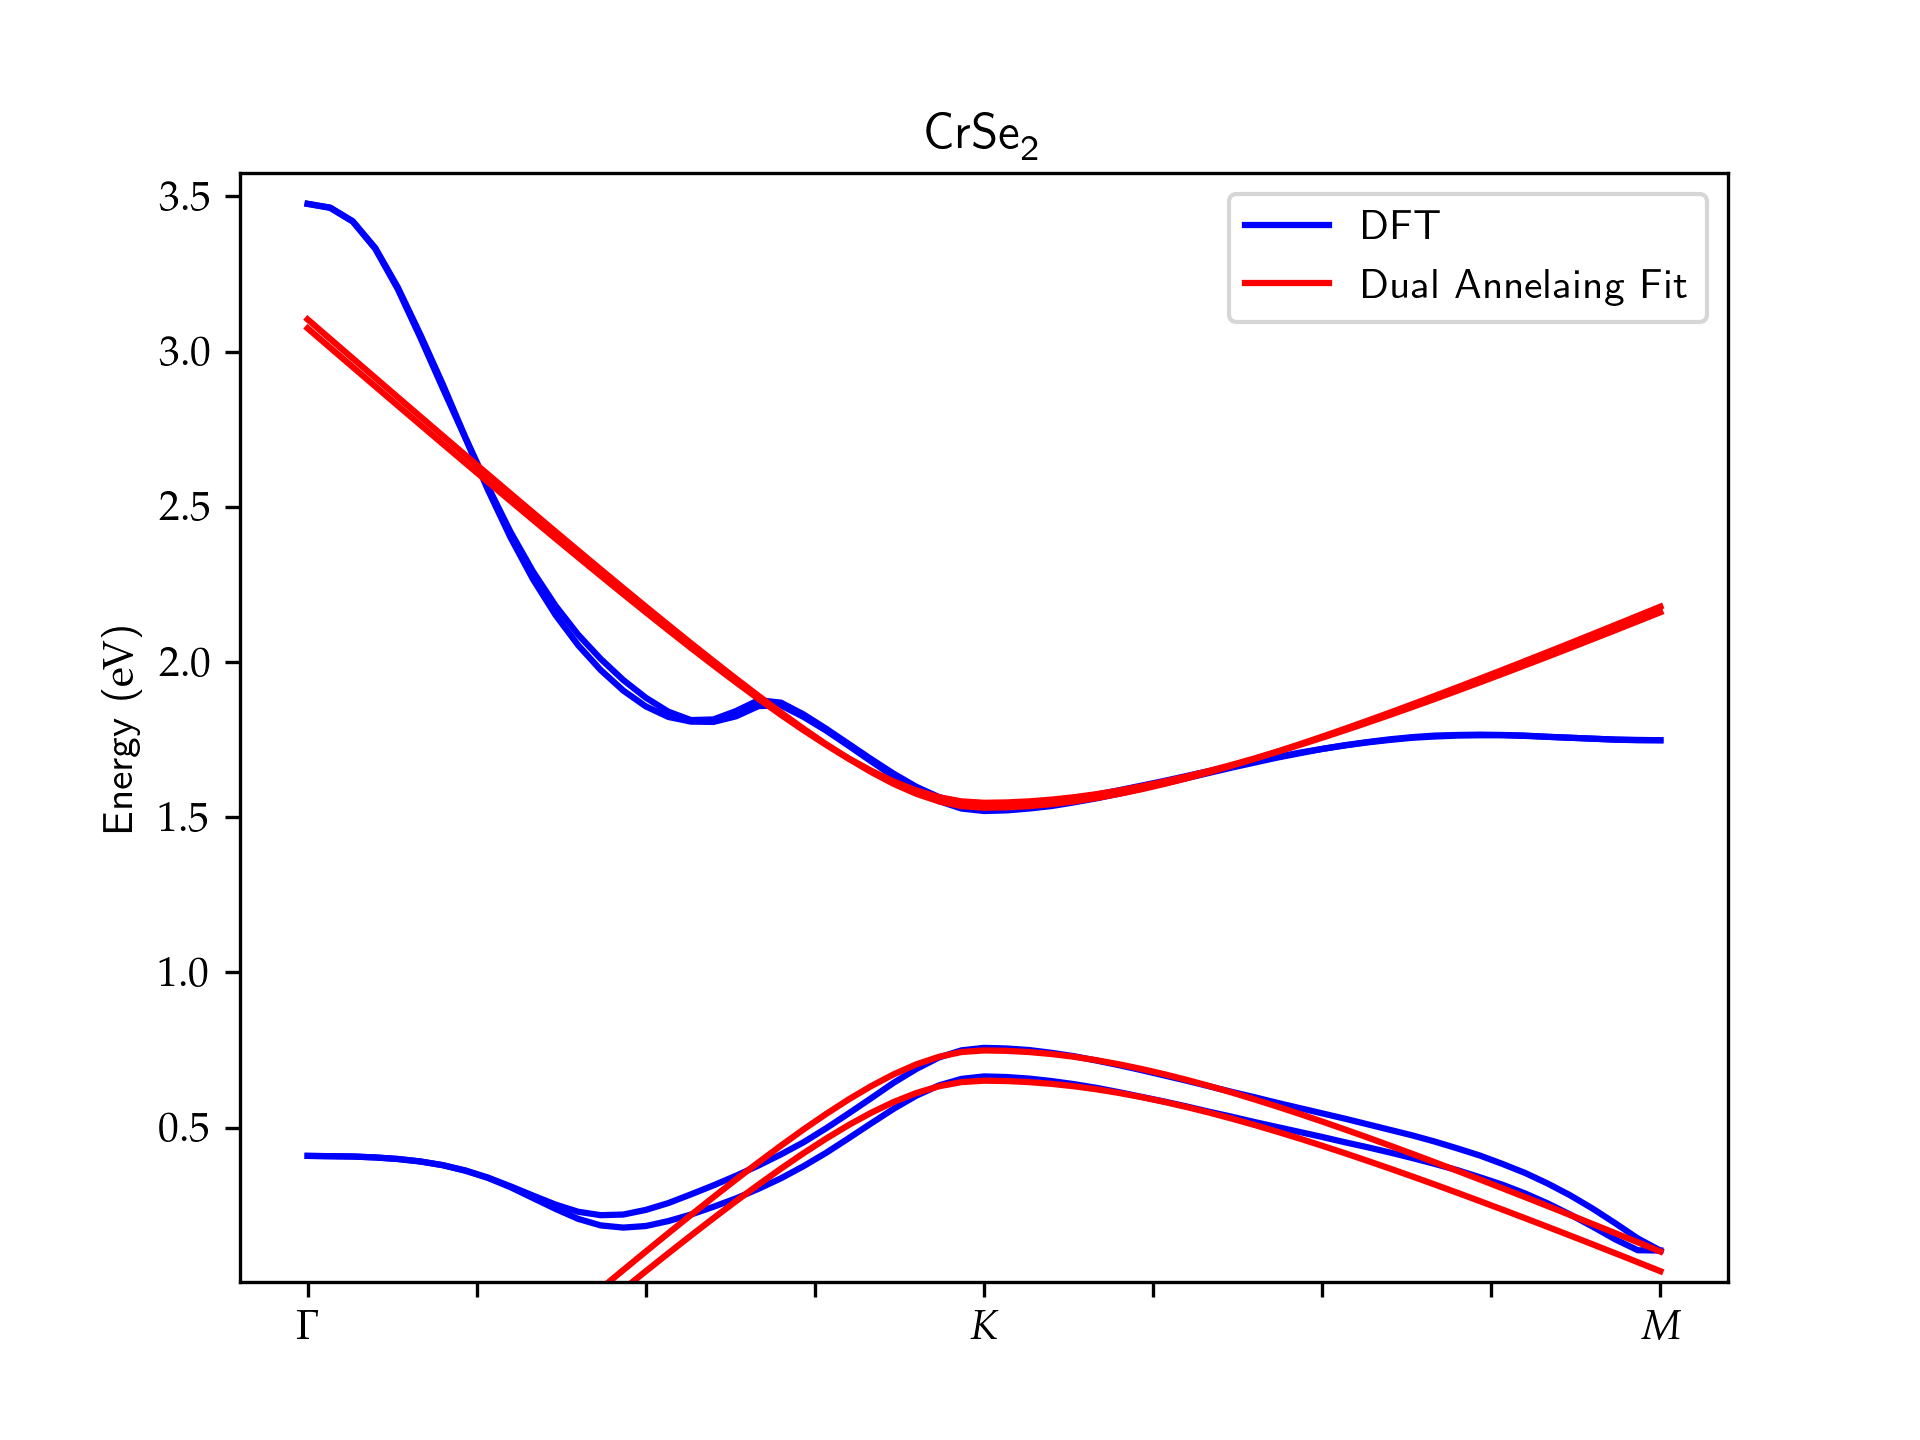 CrSe₂
DFT
Dual Annelaing Fit
Energy (eV)
3.5
3.0
2.5
2.0
1.5
1.0
0.5
Γ
K
M